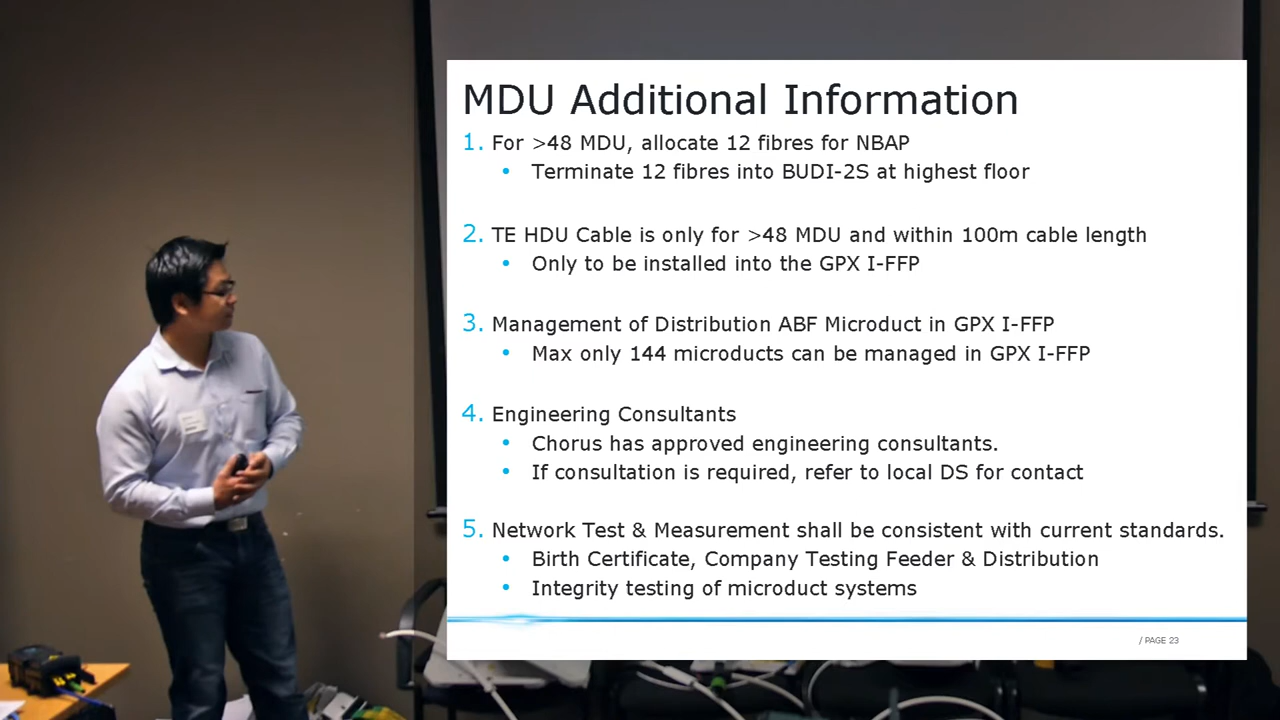 MDU Additional Information
1. For >48 MDU, allocate 12 fibres for NBAP
• Terminate 12 fibres into BUDI-2S at highest floor
2. TE HDU Cable is only for >48 MDU and within 100m cable length
• Only to be installed into the GPX I-FFP
3. Management of Distribution ABF Microduct in GPX I-FFP
• Max only 144 microducts can be managed in GPX I-FFP
4. Engineering Consultants
• Chorus has approved engineering consultants.
• If consultation is required, refer to local DS for contact
5. Network Test & Measurement shall be consistent with current standards.
• Birth Certificate, Company Testing Feeder & Distribution
• Integrity testing of microduct systems
/ PAGE 23